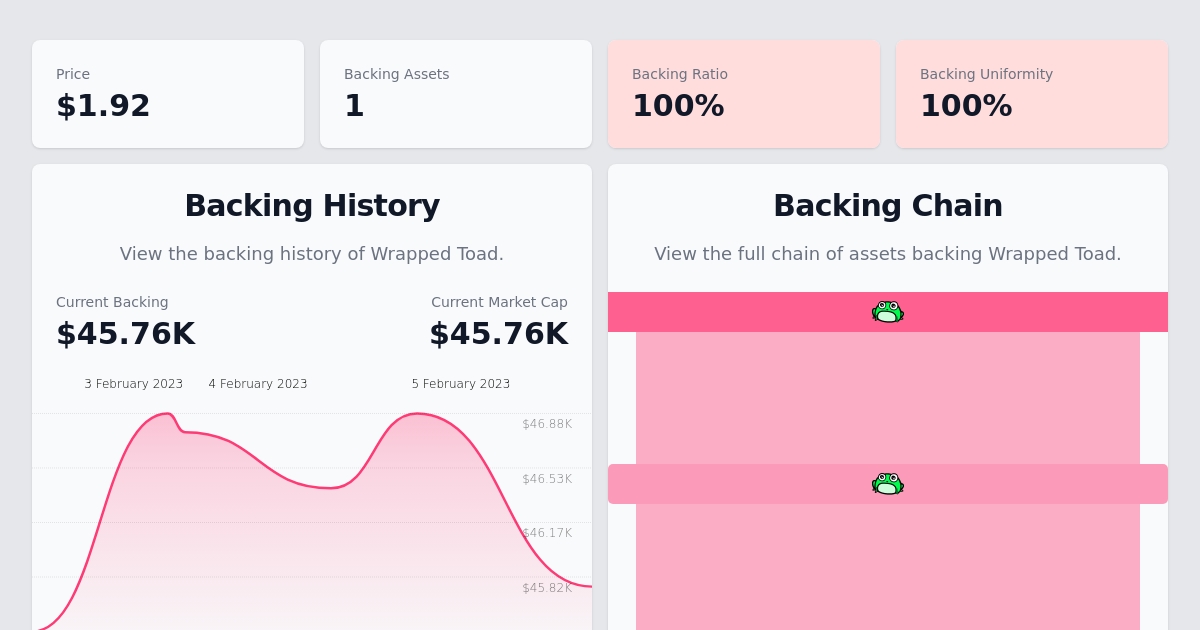 Price
$1.92
Backing Assets
1
Backing Ratio
100%
Backing Uniformity
100%
Backing History
View the backing history of Wrapped Toad.
Current Backing
$45.76K
Current Market Cap
$45.76K
3 February 2023
4 February 2023
5 February 2023
$46.88K
$46.53K
$46.17K
$45.82K
Backing Chain
View the full chain of assets backing Wrapped Toad.